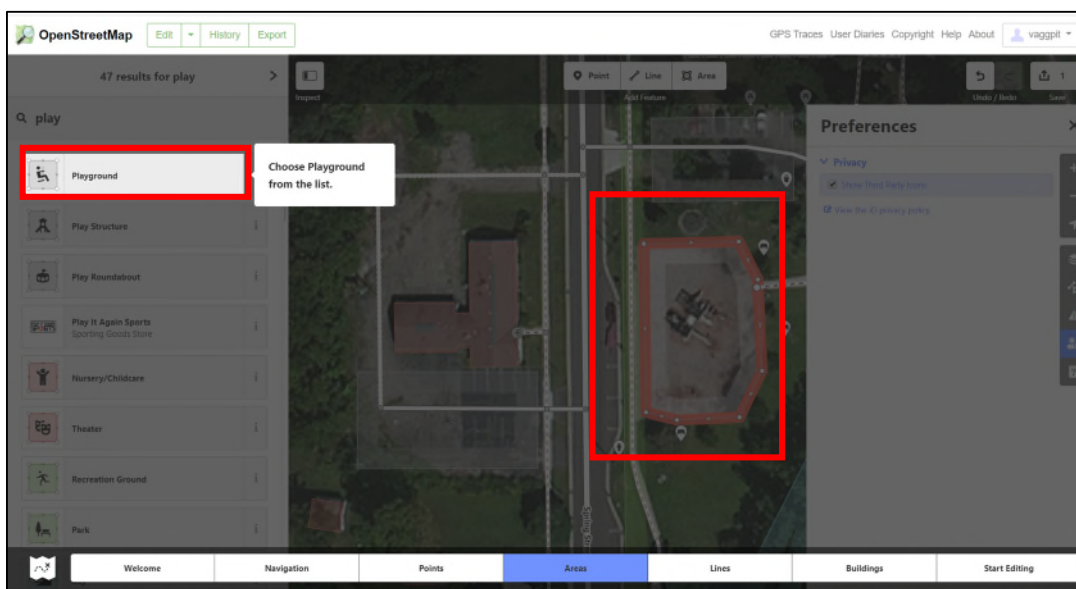 OpenStreetMap
Edit
History
Export
GPS Traces User Diaries Copyright Help About
vaggpit
47 results for play
Inspect
Point
Line
Area
Add Feature
Undo / Redo
1
Save
play
Playground
Choose Playground
from the list.
Play Structure
Play Roundabout
Play It Again Sports
Sporting Goods Store
Nursery/Childcare
Theater
Recreation Ground
Park
Preferences
Privacy
Show Third Party Icons
View the iD privacy policy
Welcome
Navigation
Points
Areas
Lines
Buildings
Start Editing